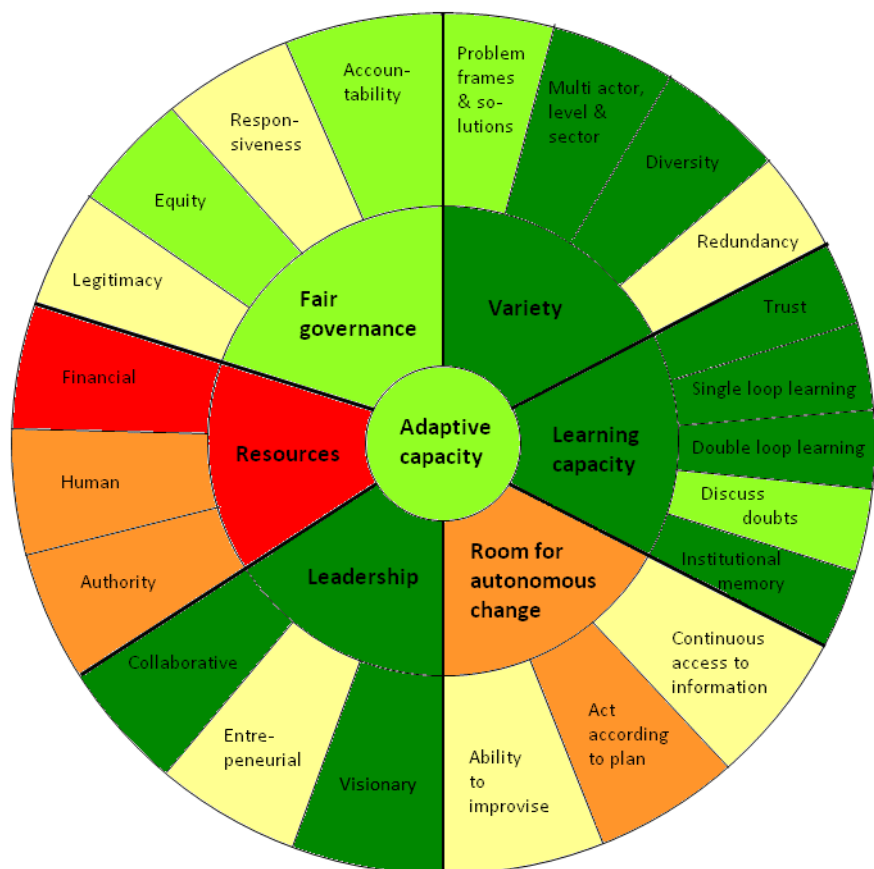 Adaptive
capacity
Variety
Problem
frames
& so-
lutions
Multi actor,
level &
sector
Diversity
Redundancy
Learning
capacity
Trust
Single loop learning
Double loop learning
Discuss
doubts
Institutional
memory
Room for
autonomous
change
Continuous
access to
information
Act
according
to plan
Ability
to
improvise
Leadership
Visionary
Entre-
peneurial
Collaborative
Resources
Authority
Human
Financial
Fair
governance
Legitimacy
Equity
Respon-
siveness
Accoun-
tability